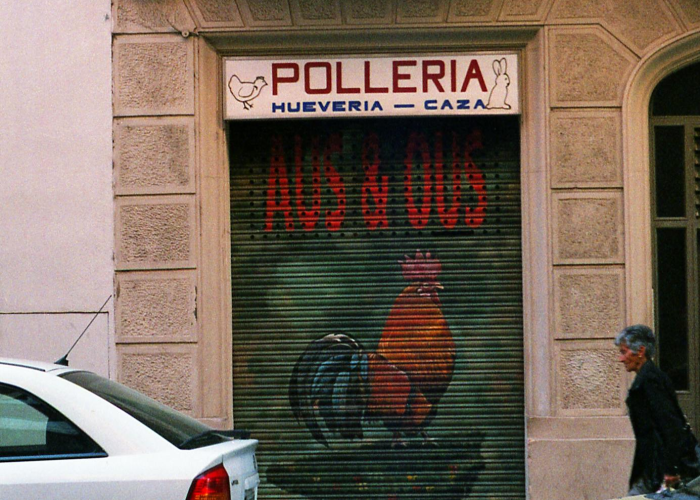 POLLERIA
HUEVERIA — CAZA
AUS & OUS